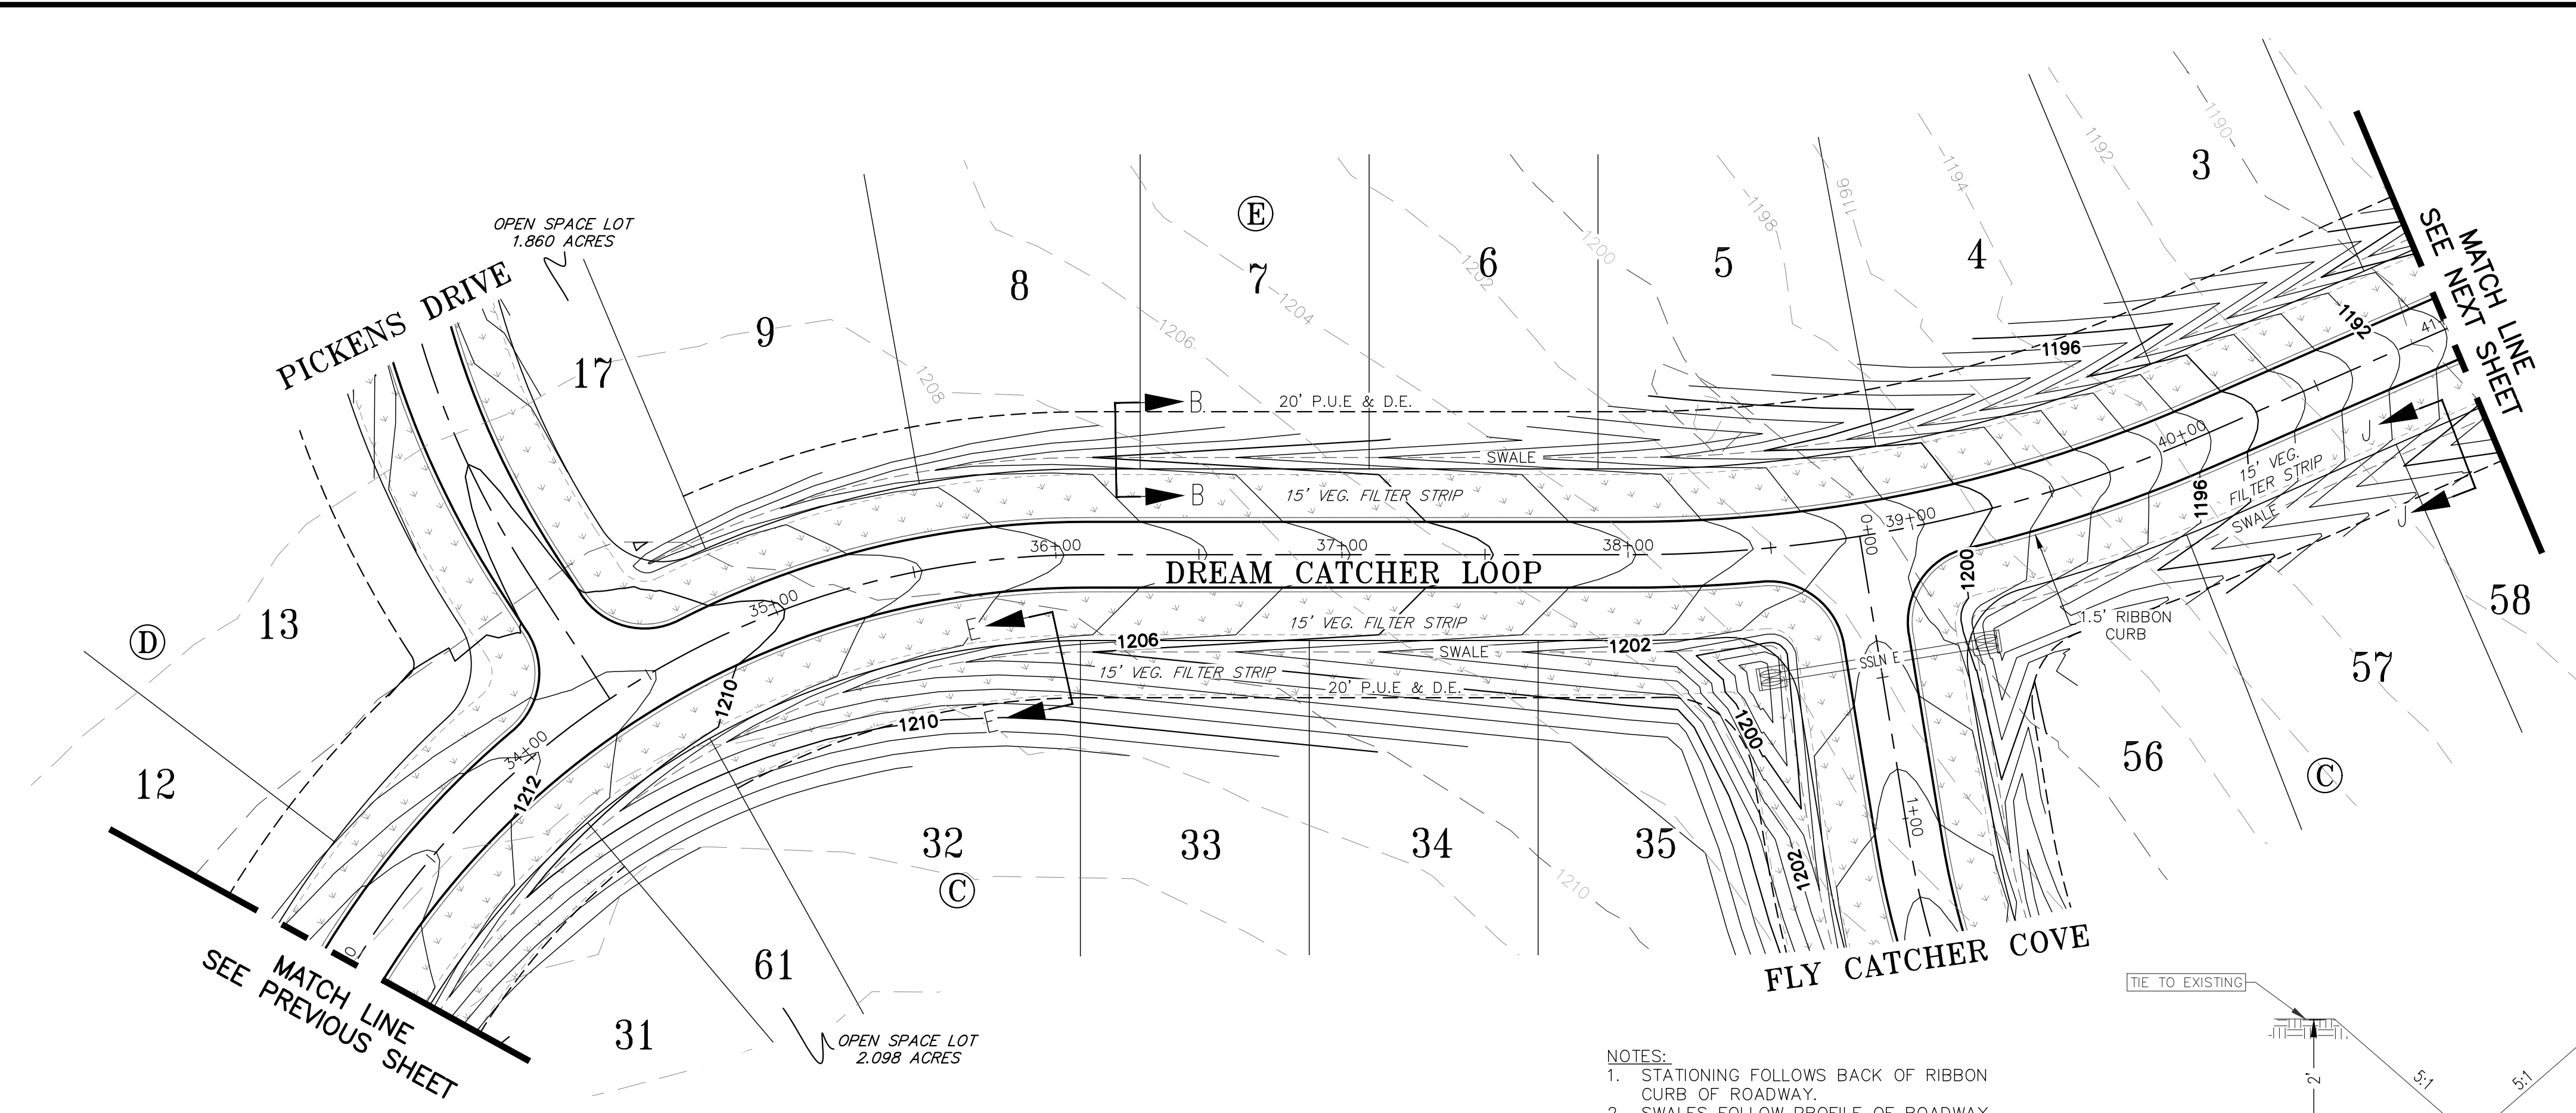 OPEN SPACE LOT
1.860 ACRES
PICKENS DRIVE
17
9
8
E
7
6
5
4
3
1190
1192
1194
1196
1198
1200
1202
1204
1206
1208
MATCH LINE
SEE NEXT SHEET
1192
1196
41
B
20' P.U.E & D.E.
SWALE
B
15' VEG. FILTER STRIP
36+00
37+00
38+00
0+00
39+00
40+00
J
15' VEG.
FILTER STRIP
1196
SWALE
J
DREAM CATCHER LOOP
35+00
15' VEG. FILTER STRIP
E
1206
SWALE
1202
15' VEG. FILTER STRIP
20' P.U.E & D.E.
E
1210
1210
1200
SSLN E
1200
1.5' RIBBON
CURB
58
57
56
C
13
D
12
34+00
1212
32
C
33
34
35
1210
1202
1+00
FLY CATCHER COVE
0
MATCH LINE
SEE PREVIOUS SHEET
61
31
OPEN SPACE LOT
2.098 ACRES
TIE TO EXISTING
2'
5:1
5:1
NOTES:
1. STATIONING FOLLOWS BACK OF RIBBON
CURB OF ROADWAY.
2. SWALES FOLLOW PROFILE OF ROADWAY